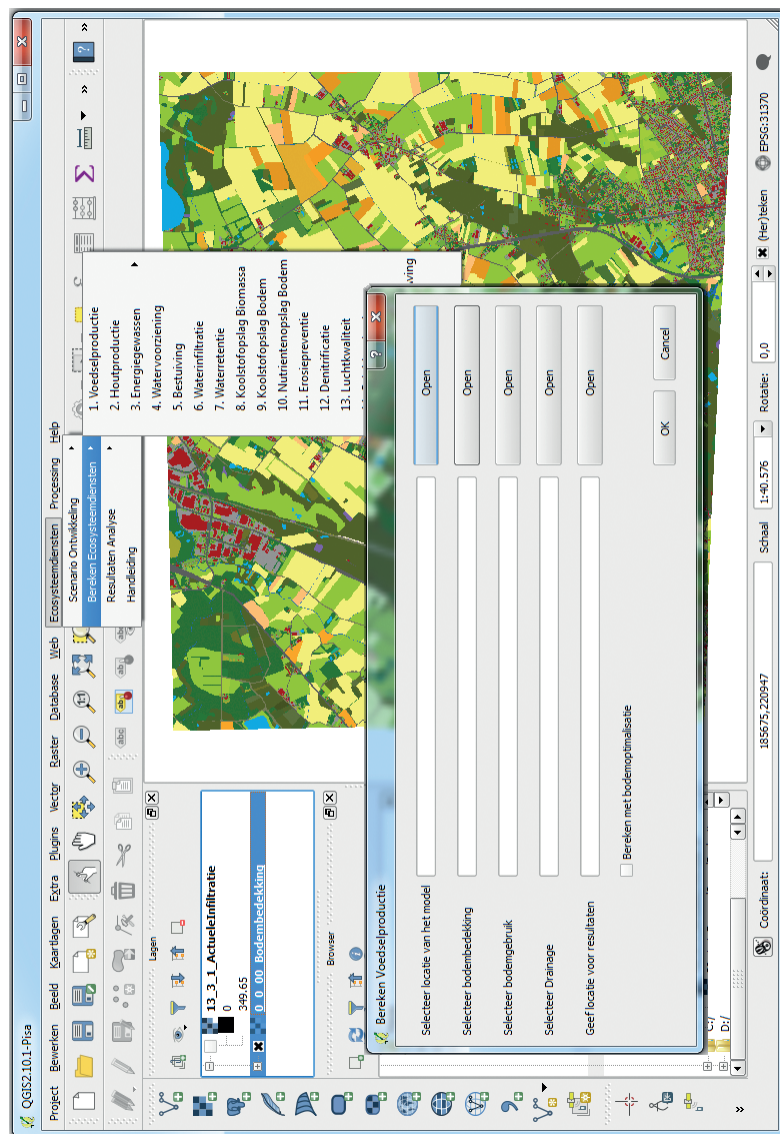 QGIS2.10.1-Pisa
Project Bewerken Beeld Kaartlagen Extra Plugins Vector Raster Database Web Ecosysteemdiensten Processing Help
Scenario Ontwikkeling
Bereken Ecosysteemdiensten
Resultaten Analyse
Handleiding
1. Voedselproductie
2. Houtproductie
3. Energiegewassen
4. Watervoorziening
5. Bestuiving
6. Waterinfiltratie
7. Waterretentie
8. Koolstofopslag Biomassa
9. Koolstofopslag Bodem
10. Nutrientenopslag Bodem
11. Erosiepreventie
12. Denitrificatie
13. Luchtkwaliteit
Lagen
13_3_1_ActueleInfiltratie
0
349.65
0_0_00_Bodembedekking
Browser
C:/
D:/
Bereken Voedselproductie
Selecteer locatie van het model
Open
Selecteer bodembedekking
Open
Selecteer bodemgebruik
Open
Selecteer Drainage
Open
Geef locatie voor resultaten
Open
Bereken met bodemoptimalisatie
OK Cancel
Coördinaat: 185675,220947 Schaal 1:40.576 Rotatie: 0,0 (Her)teken EPSG:31370